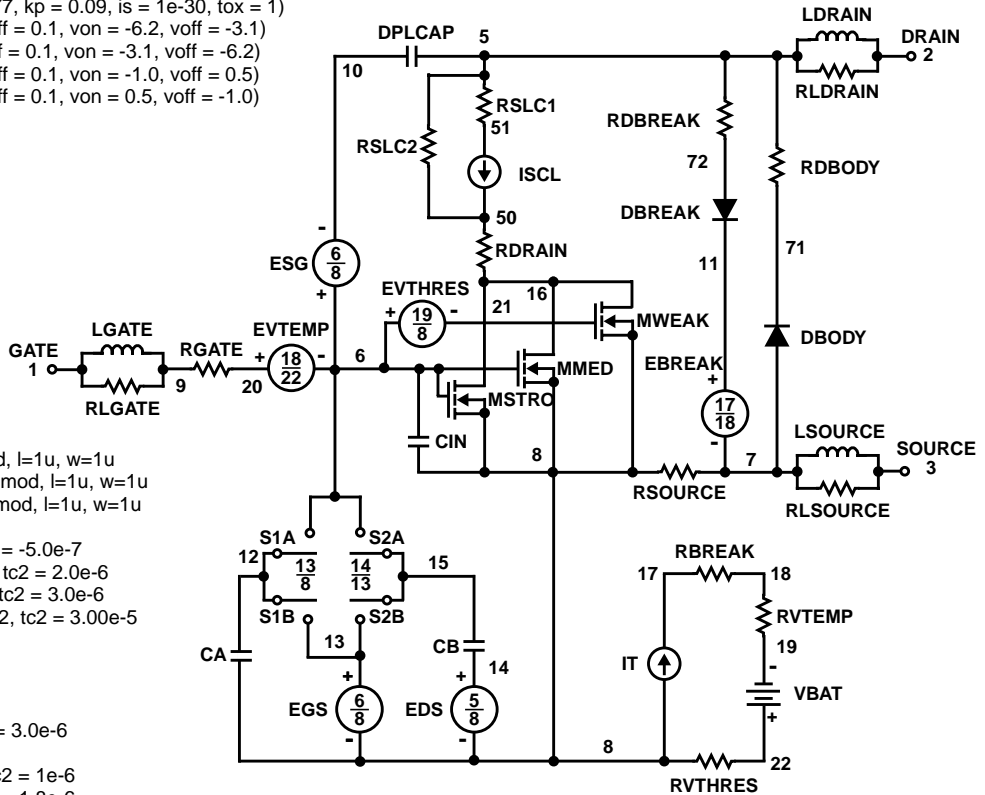 7, kp = 0.09, is = 1e-30, tox = 1)
ff = 0.1, von = -6.2, voff = -3.1)
= 0.1, von = -3.1, voff = -6.2)
ff = 0.1, von = -1.0, voff = 0.5)
ff = 0.1, von = 0.5, voff = -1.0)
DPLCAP
5
10
LDRAIN
DRAIN
2
RLDRAIN
RSLC1
51
RSLC2
ISCL
50
RDBREAK
72
RDBODY
DBREAK
71
RDRAIN
11
ESG
-
6
8
+
EVTHRES
+
19
8
-
16
21
MWEAK
LGATE
GATE
1
RLGATE
9
RGATE
20
EVTEMP
+
18
22
-
6
MMED
MSTRO
DBODY
EBREAK
+
17
18
-
CIN
8
LSOURCE
SOURCE
3
7
RSOURCE
RLSOURCE
d, l=1u, w=1u
mod, l=1u, w=1u
mod, l=1u, w=1u
= -5.0e-7
tc2 = 2.0e-6
tc2 = 3.0e-6
2, tc2 = 3.00e-5
S1A
S2A
12
13
8
14
13
15
S1B
S2B
13
CA
CB
14
+
EGS
6
8
-
+
EDS
5
8
-
RBREAK
17
18
RVTEMP
19
IT
-
VBAT
+
8
22
RVTHRES
= 3.0e-6
c2 = 1e-6